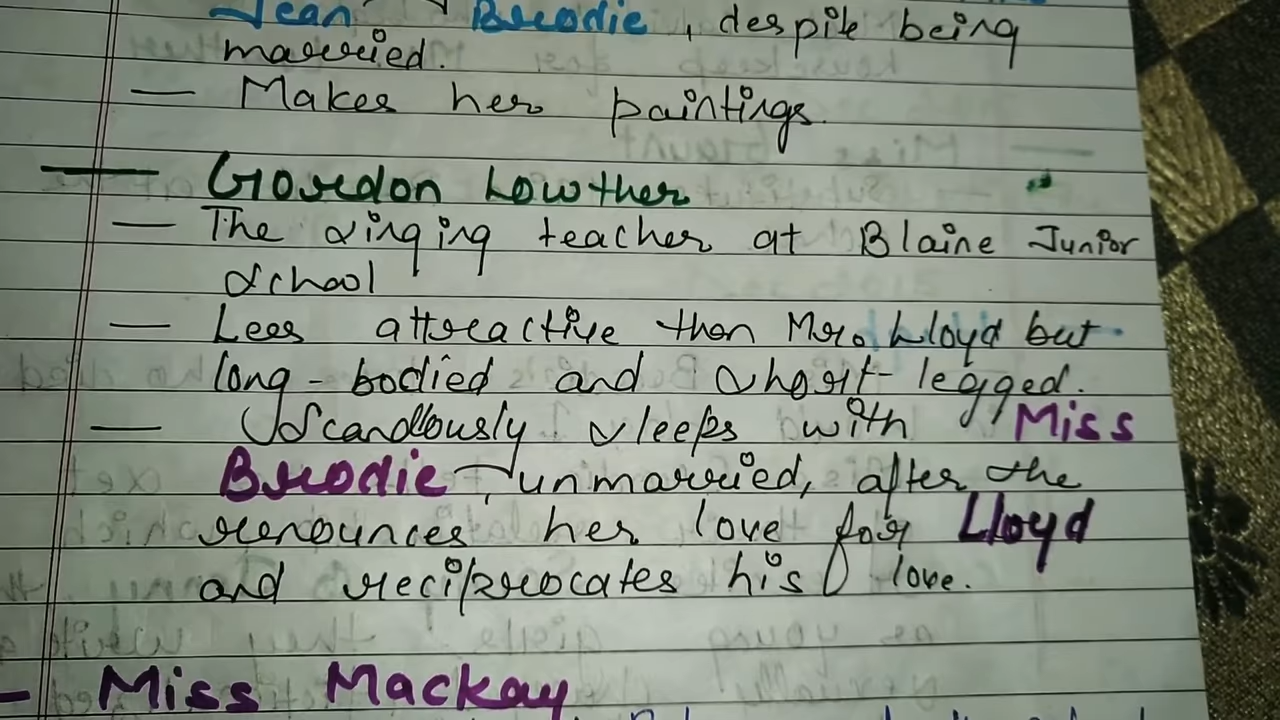 Jean Brodie, despite being
married.
— Makes her paintings.
— Gordon Lowther
— The singing teacher at Blaine Junior
School
— Less attractive than Mr. Lloyd but
long-bodied and short-legged.
— Scandlously sleeps with Miss
Brodie, unmarried, after she
renounces her love for Lloyd
and reciprocates his love.
- Miss Mackay